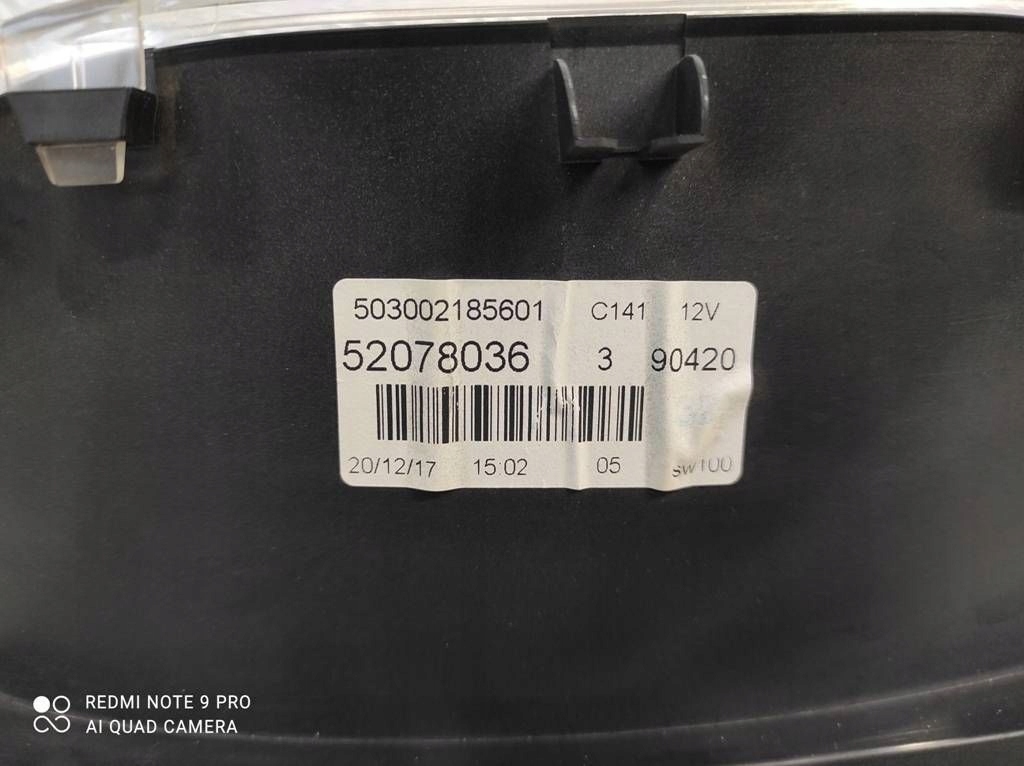 503002185601 C141 12V
52078036 3 90420
20/12/17 15:02 05 sw100
REDMI NOTE 9 PRO
AI QUAD CAMERA